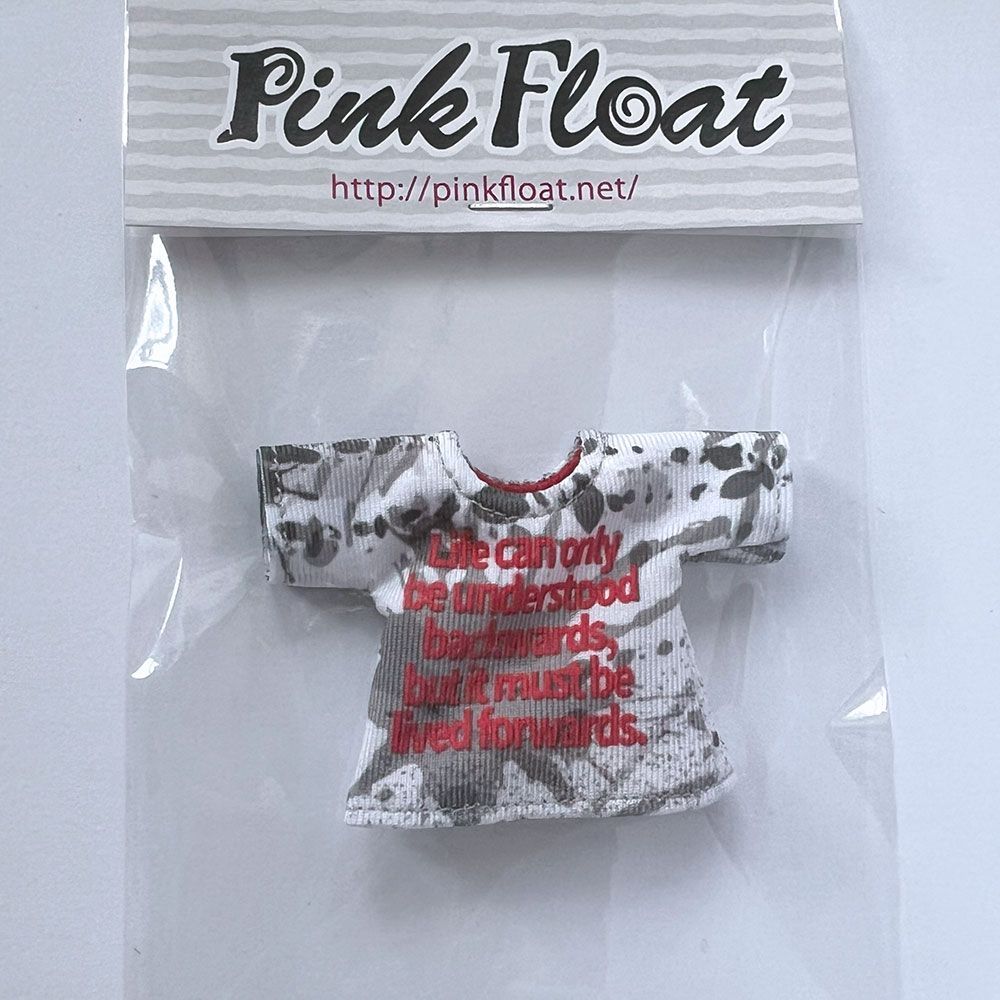 Pink Float
http://pinkfloat.net/
Life can only
be understood
backwards,
but it must be
lived forwards.